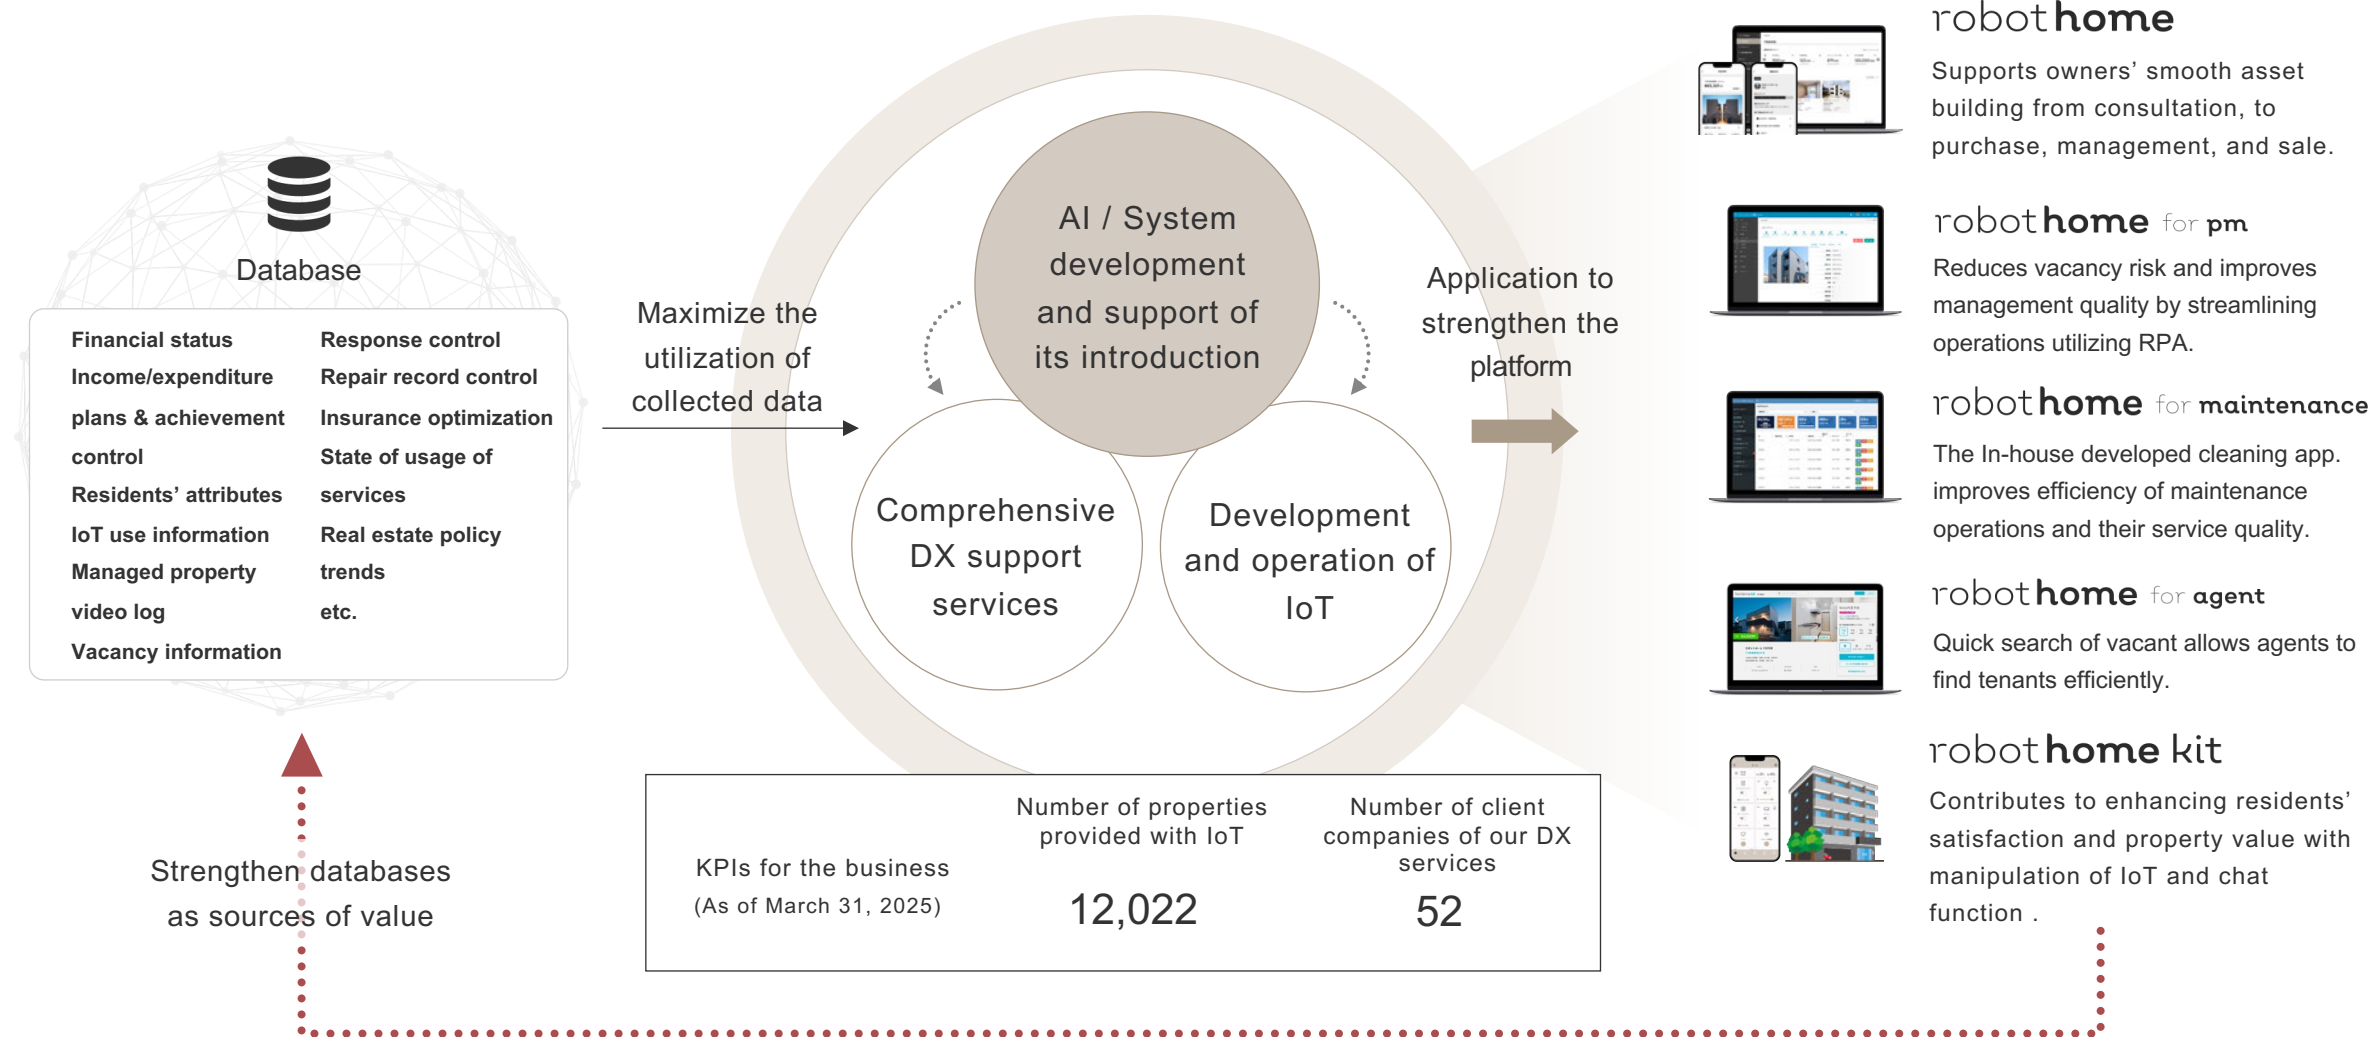 Database
Financial status
Income/expenditure
plans & achievement
control
Residents’ attributes
IoT use information
Managed property
video log
Vacancy information
Response control
Repair record control
Insurance optimization
State of usage of
services
Real estate policy
trends
etc.
Strengthen databases
as sources of value
Maximize the
utilization of
collected data
AI / System
development
and support of
its introduction
Comprehensive
DX support
services
Development
and operation of
IoT
Application to
strengthen the
platform
KPIs for the business
(As of March 31, 2025)
Number of properties
provided with IoT
12,022
Number of client
companies of our DX
services
52
robot home
Supports owners’ smooth asset
building from consultation, to
purchase, management, and sale.
robot home for pm
Reduces vacancy risk and improves
management quality by streamlining
operations utilizing RPA.
robot home for maintenance
The In-house developed cleaning app.
improves efficiency of maintenance
operations and their service quality.
robot home for agent
Quick search of vacant allows agents to
find tenants efficiently.
robot home kit
Contributes to enhancing residents’
satisfaction and property value with
manipulation of IoT and chat
function .